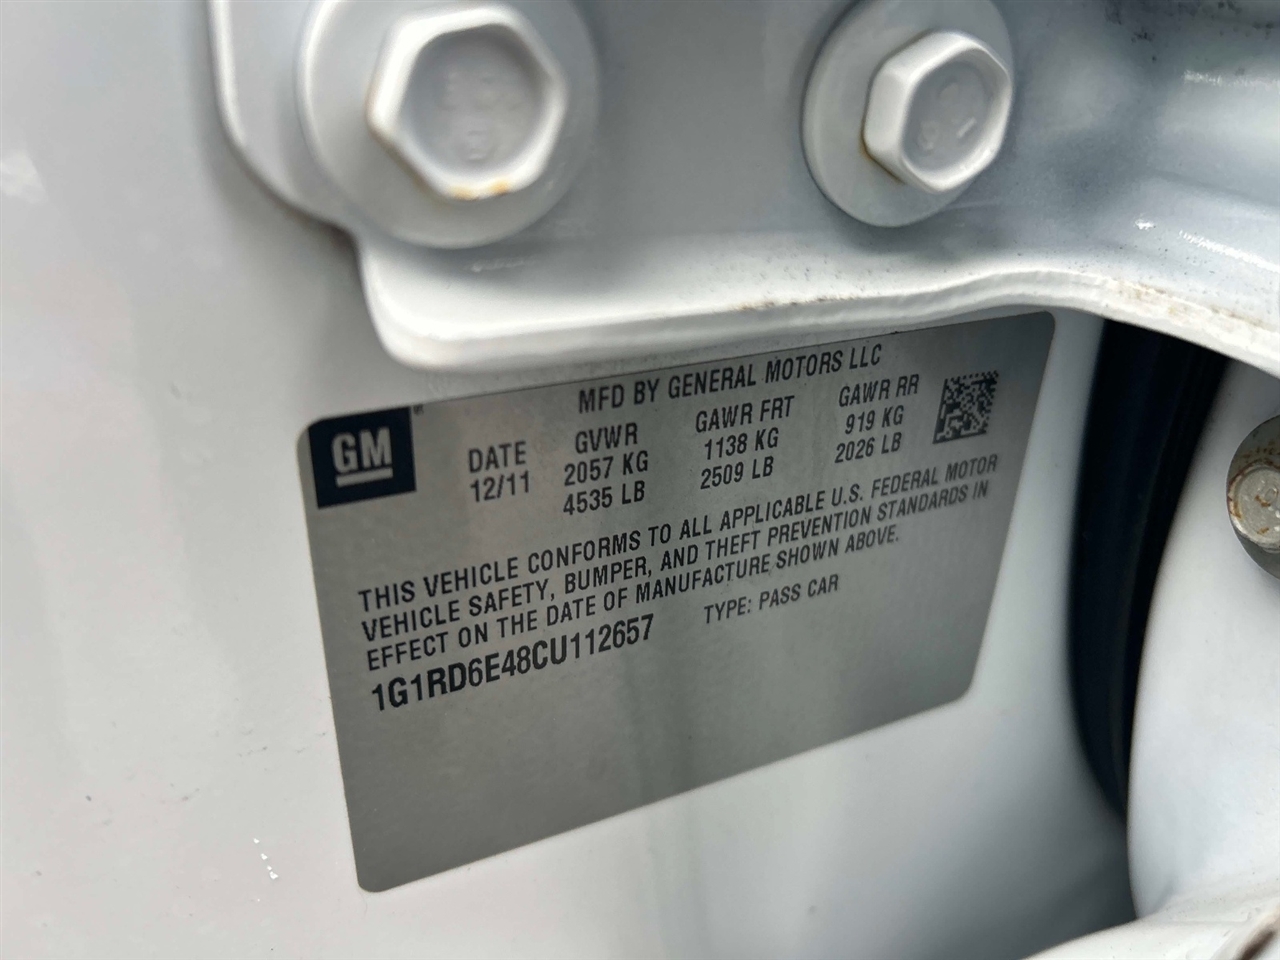 MFD BY GENERAL MOTORS LLC
GM
DATE GVWR GAWR FRT GAWR RR
12/11 2057 KG 1138 KG 919 KG
4535 LB 2509 LB 2026 LB
THIS VEHICLE CONFORMS TO ALL APPLICABLE U.S. FEDERAL MOTOR
VEHICLE SAFETY, BUMPER, AND THEFT PREVENTION STANDARDS IN
EFFECT ON THE DATE OF MANUFACTURE SHOWN ABOVE.
1G1RD6E48CU112657 TYPE: PASS CAR